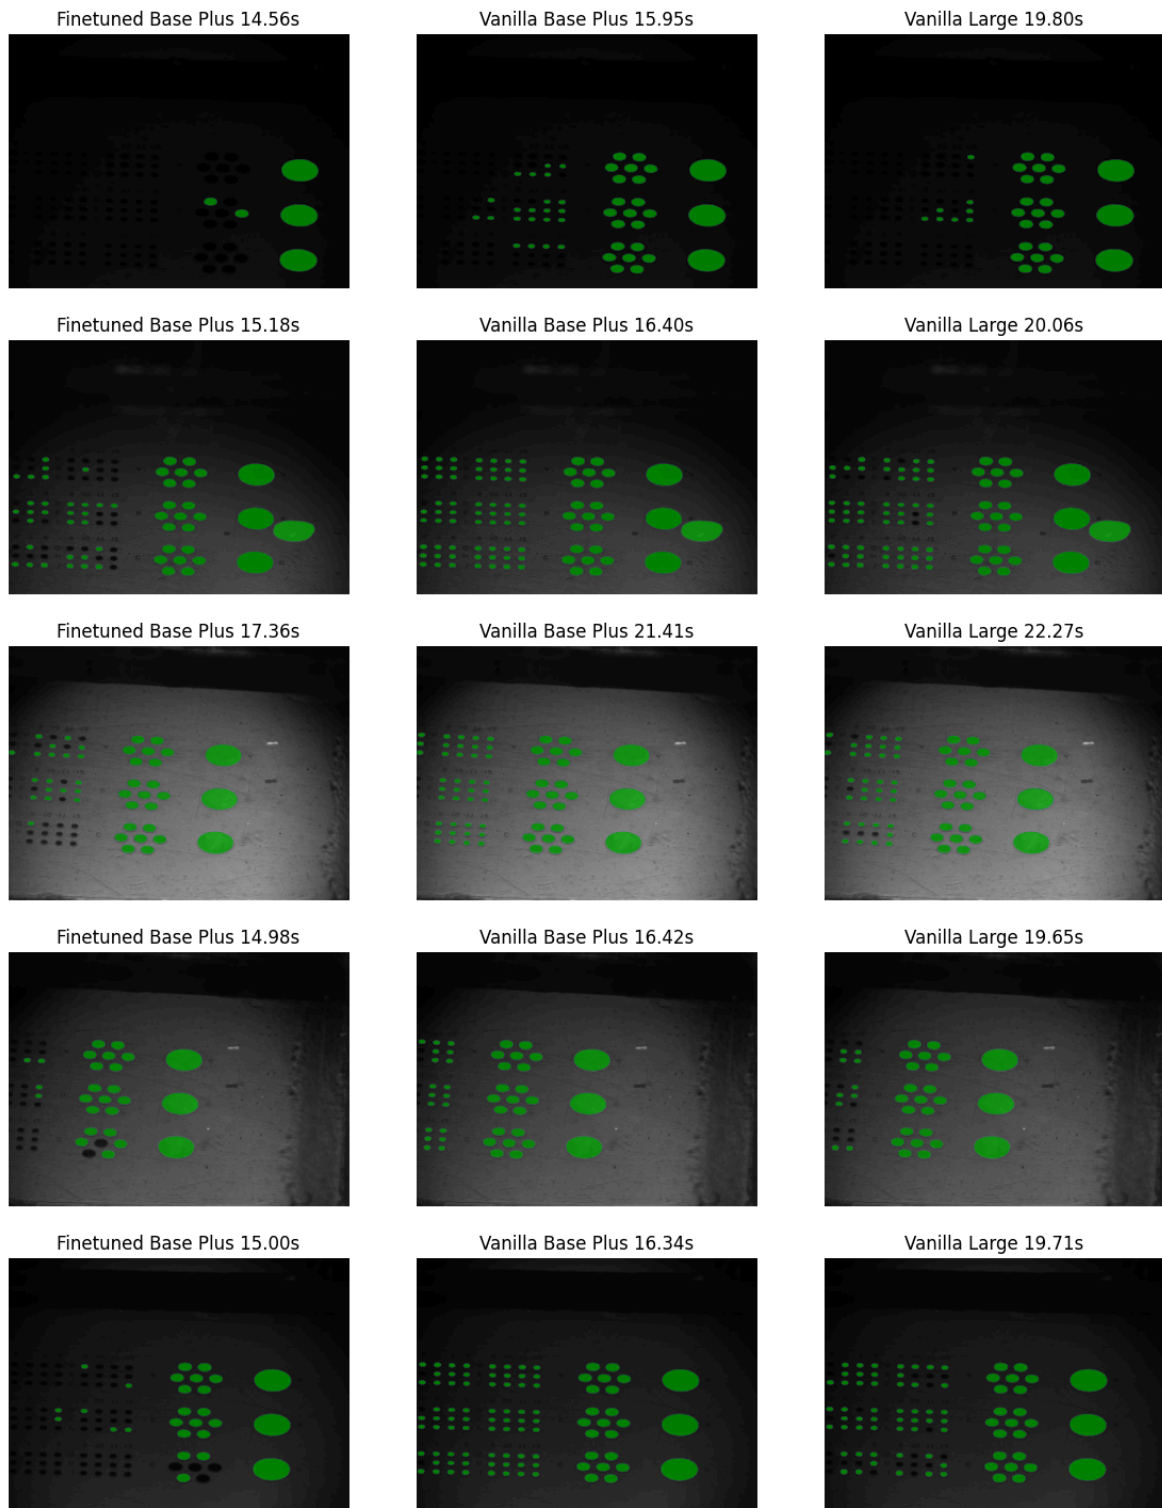 Finetuned Base Plus 14.56s
Vanilla Base Plus 15.95s
Vanilla Large 19.80s
Finetuned Base Plus 15.18s
Vanilla Base Plus 16.40s
Vanilla Large 20.06s
Finetuned Base Plus 17.36s
Vanilla Base Plus 21.41s
Vanilla Large 22.27s
Finetuned Base Plus 14.98s
Vanilla Base Plus 16.42s
Vanilla Large 19.65s
Finetuned Base Plus 15.00s
Vanilla Base Plus 16.34s
Vanilla Large 19.71s